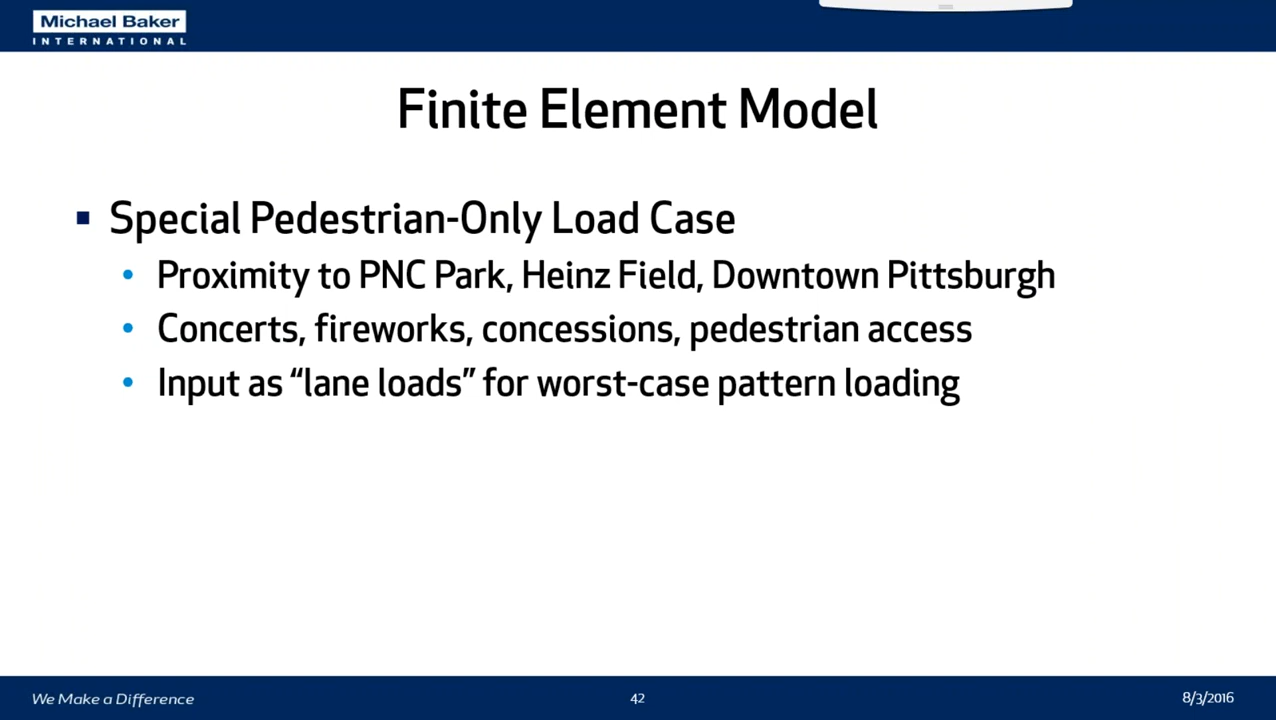 Michael Baker
INTERNATIONAL
Finite Element Model
▪ Special Pedestrian-Only Load Case
• Proximity to PNC Park, Heinz Field, Downtown Pittsburgh
• Concerts, fireworks, concessions, pedestrian access
• Input as “lane loads” for worst-case pattern loading
We Make a Difference
42
8/3/2016